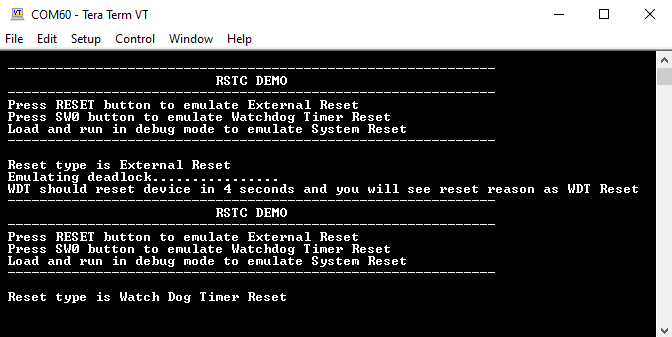 COM60 - Tera Term VT
File Edit Setup Control Window Help
------------------------------------------------------------
RSTC DEMO
------------------------------------------------------------
Press RESET button to emulate External Reset
Press SW0 button to emulate Watchdog Timer Reset
Load and run in debug mode to emulate System Reset
------------------------------------------------------------
Reset type is External Reset
Emulating deadlock................
WDT should reset device in 4 seconds and you will see reset reason as WDT Reset
------------------------------------------------------------
RSTC DEMO
------------------------------------------------------------
Press RESET button to emulate External Reset
Press SW0 button to emulate Watchdog Timer Reset
Load and run in debug mode to emulate System Reset
------------------------------------------------------------
Reset type is Watch Dog Timer Reset